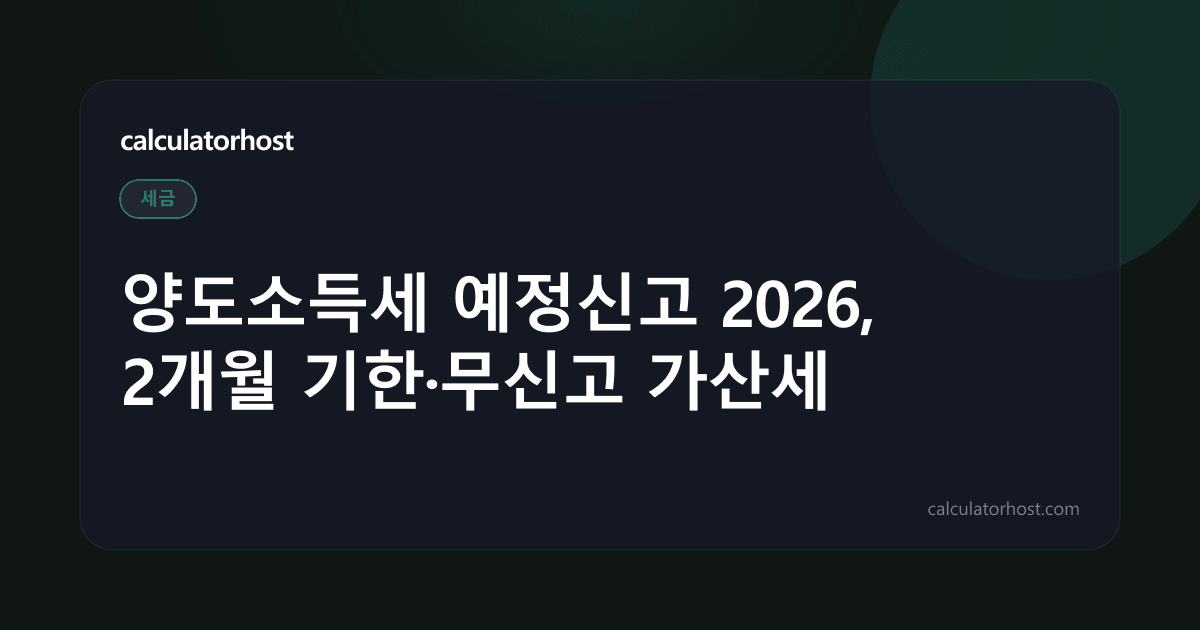 calculatorhost
세금
양도소득세 예정신고 2026,
2개월 기한·무신고 가산세
calculatorhost.com